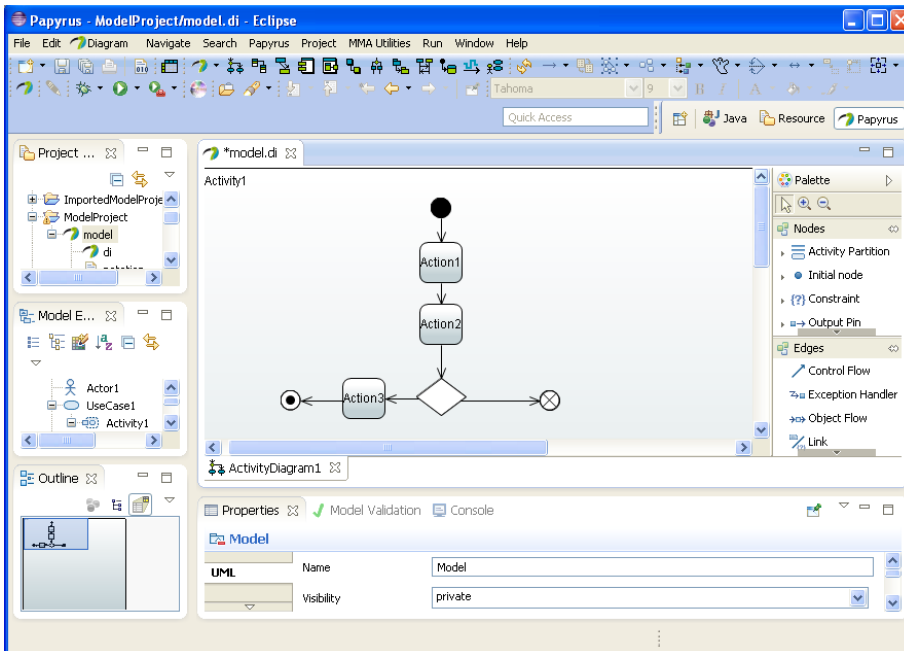 Papyrus - ModelProject/model.di - Eclipse
File Edit Diagram Navigate Search Papyrus Project MMA Utilities Run Window Help
Tahoma 9 B I A
Quick Access Java Resource Papyrus
Project ...
ImportedModelProje
ModelProject
model
di
notation
Model E...
Actor1
UseCase1
Activity1
Outline
*model.di
Activity1
Action1
Action2
Action3
ActivityDiagram1
Palette
Nodes
Activity Partition
Initial node
{?} Constraint
Output Pin
Edges
Control Flow
Exception Handler
Object Flow
Link
Properties Model Validation Console
Model
UML
Name Model
Visibility private